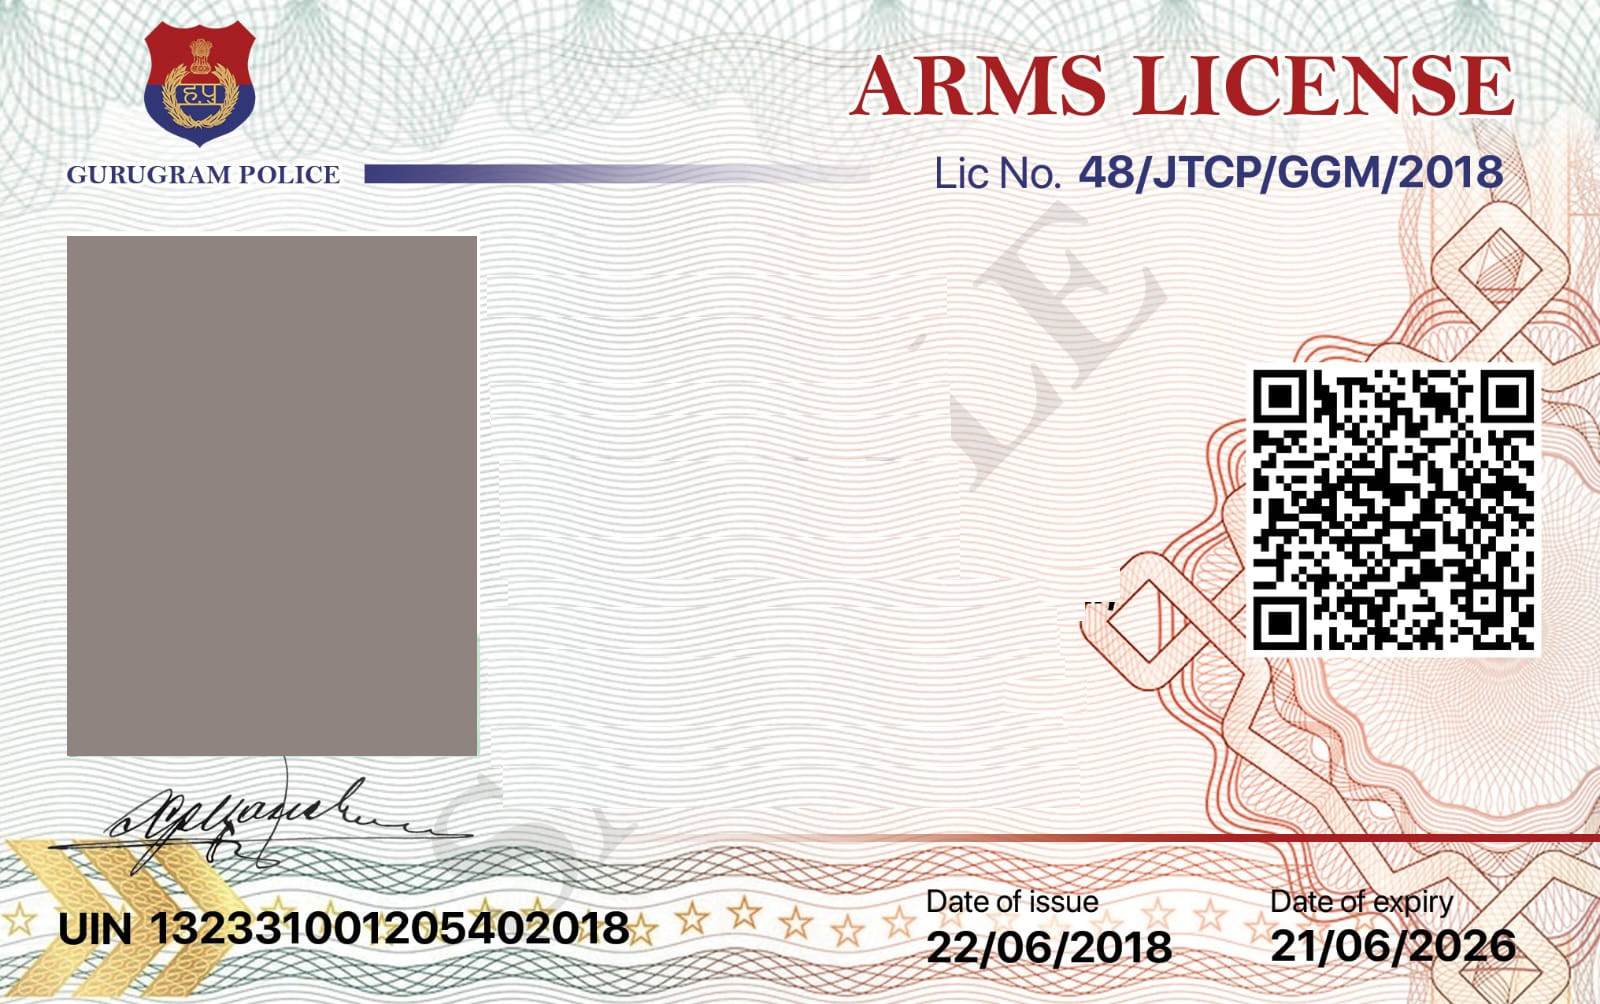 ह.पु
ARMS LICENSE
GURUGRAM POLICE
Lic No. 48/JTCP/GGM/2018
UIN 132331001205402018
Date of issue
22/06/2018
Date of expiry
21/06/2026